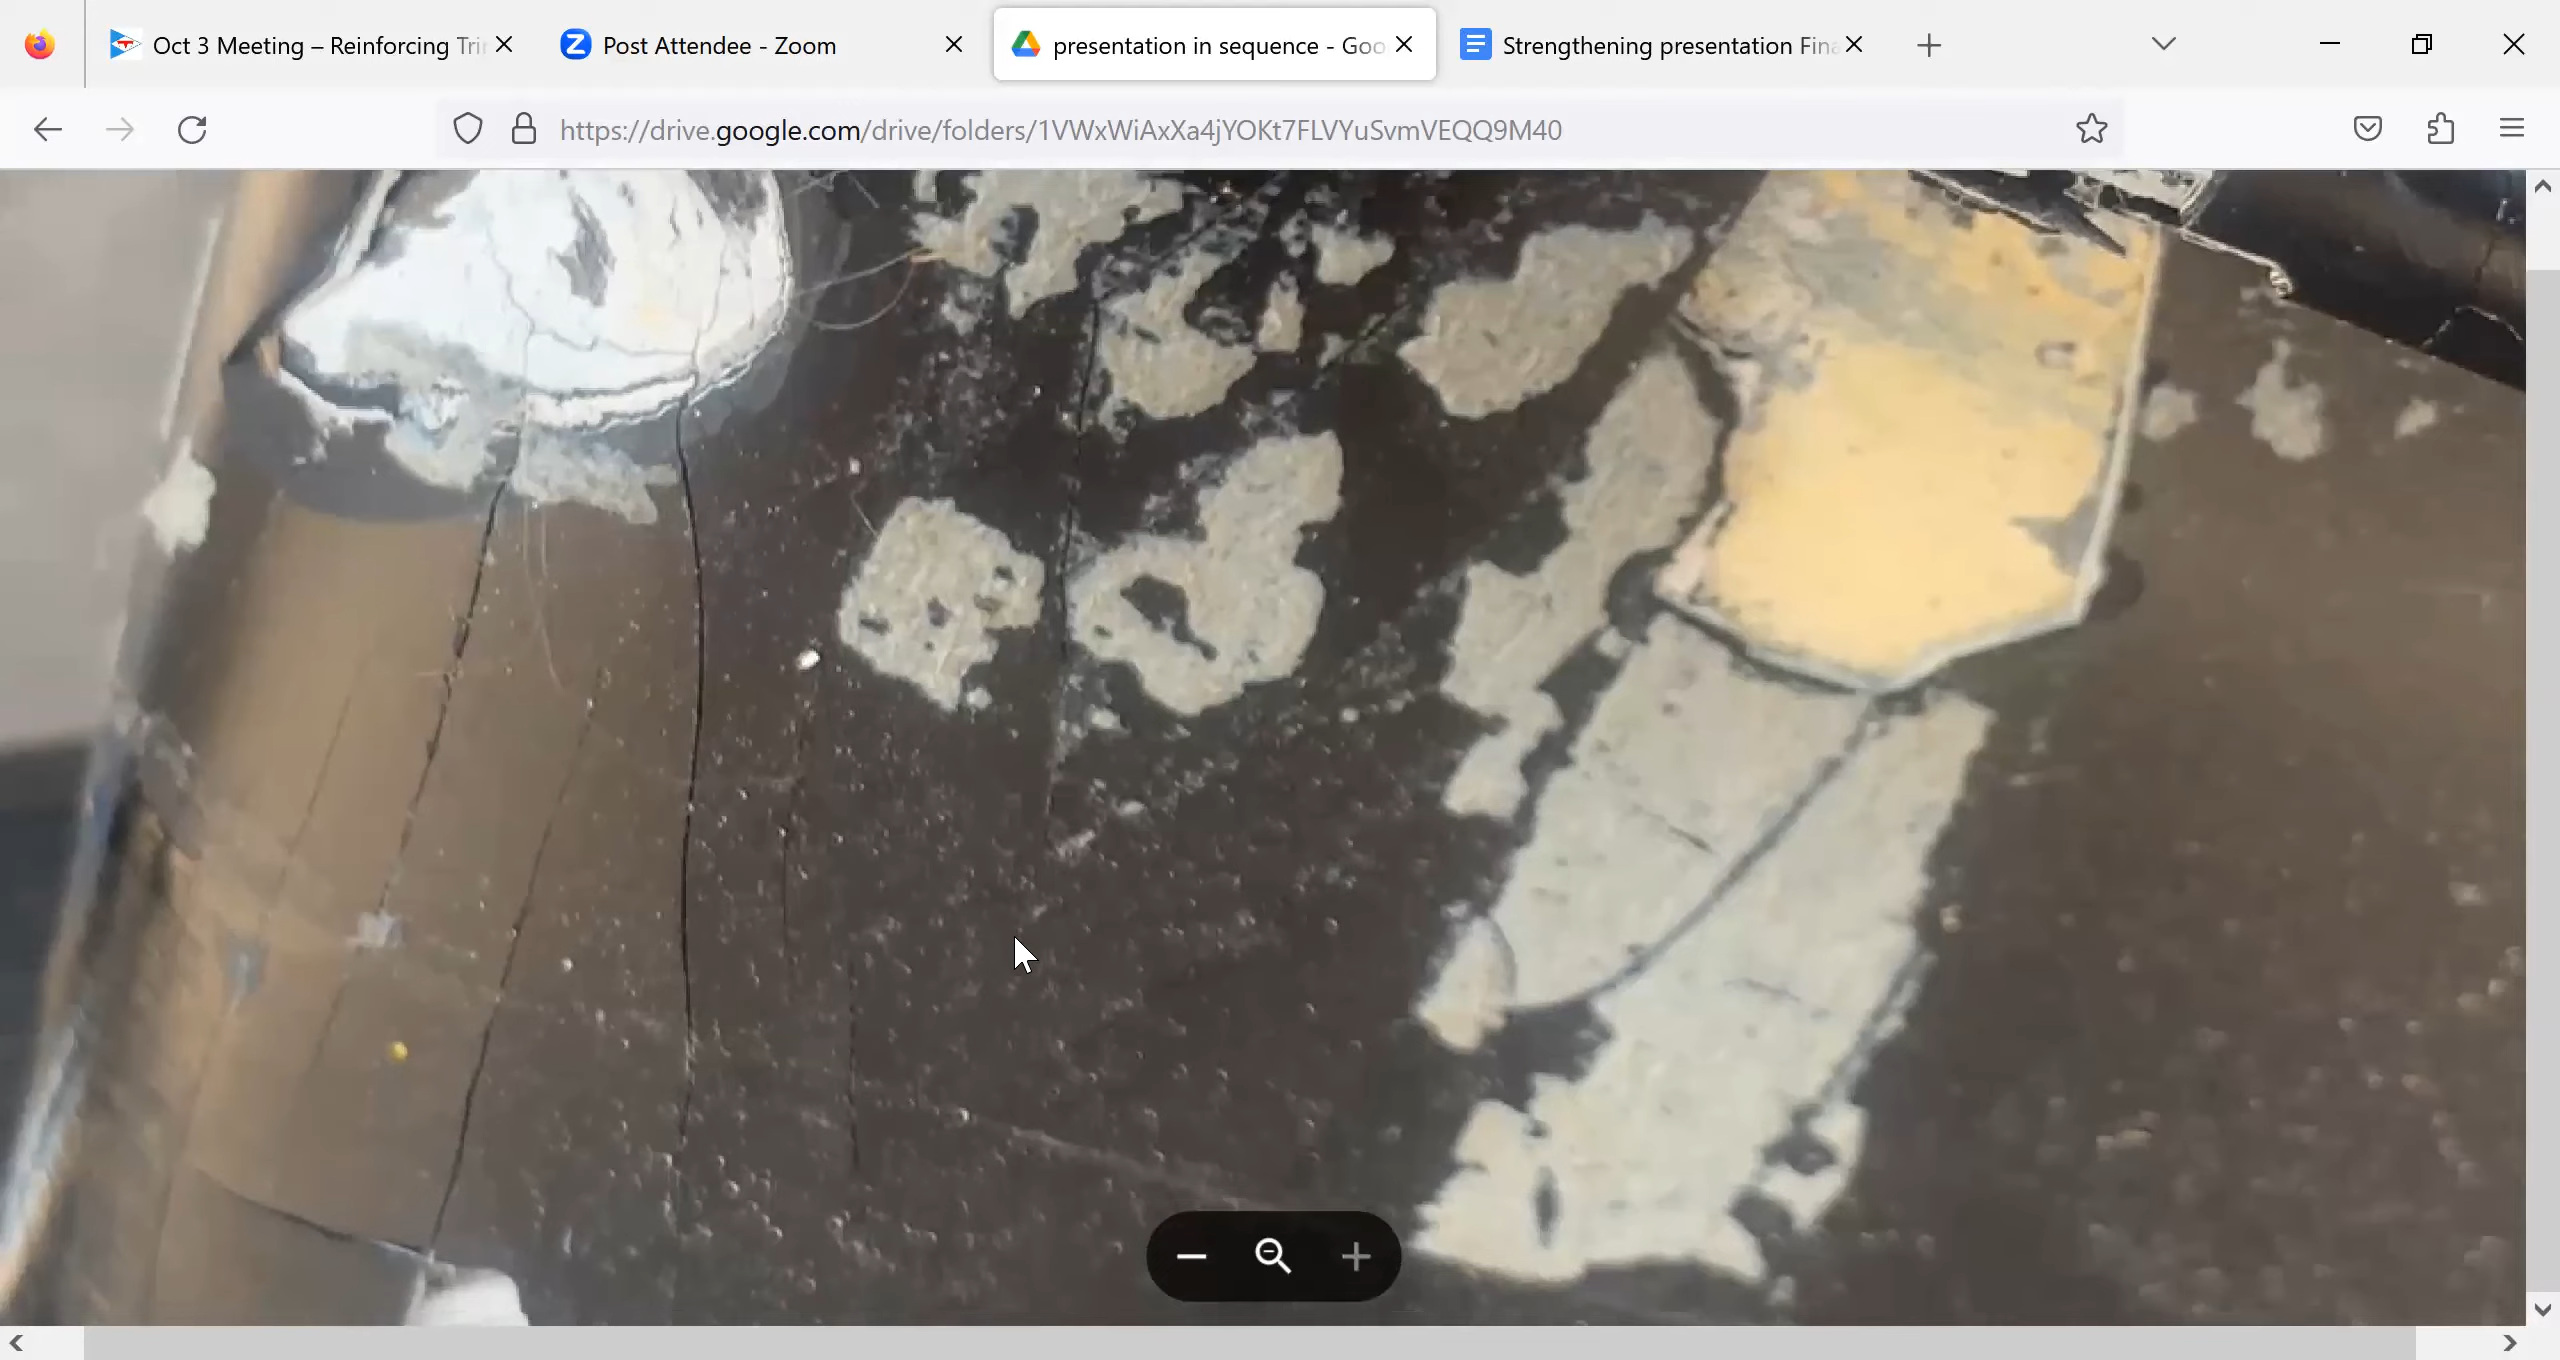 Oct 3 Meeting – Reinforcing Tri
Post Attendee - Zoom
presentation in sequence - Goo
Strengthening presentation Fina
https://drive.google.com/drive/folders/1VWxWiAxXa4jYOKt7FLVYuSvmVEQQ9M40